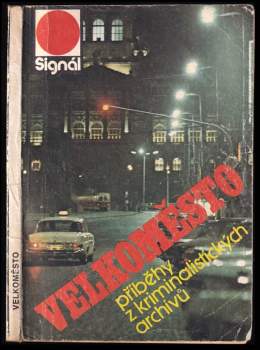 Signál
VELKOMĚSTO
příběhy
z kriminalistických
archivů
VELKOMĚSTO